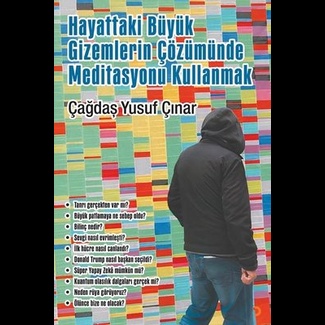 Hayattaki Büyük
Gizemlerin Çözümünde
Meditasyonu Kullanmak
Çağdaş Yusuf Çınar
• Tanrı gerçekten var mı?
• Büyük patlamaya ne sebep oldu?
• Bilinç nedir?
• Sevgi nasıl evrimleşti?
• İlk hücre nasıl canlandı?
• Donald Trump nasıl başkan seçildi?
• Süper Yapay Zekâ mümkün mü?
• Kuantum olasılık dalgaları gerçek mi?
• Neden rüya görüyoruz?
• Ölünce bize ne olacak?